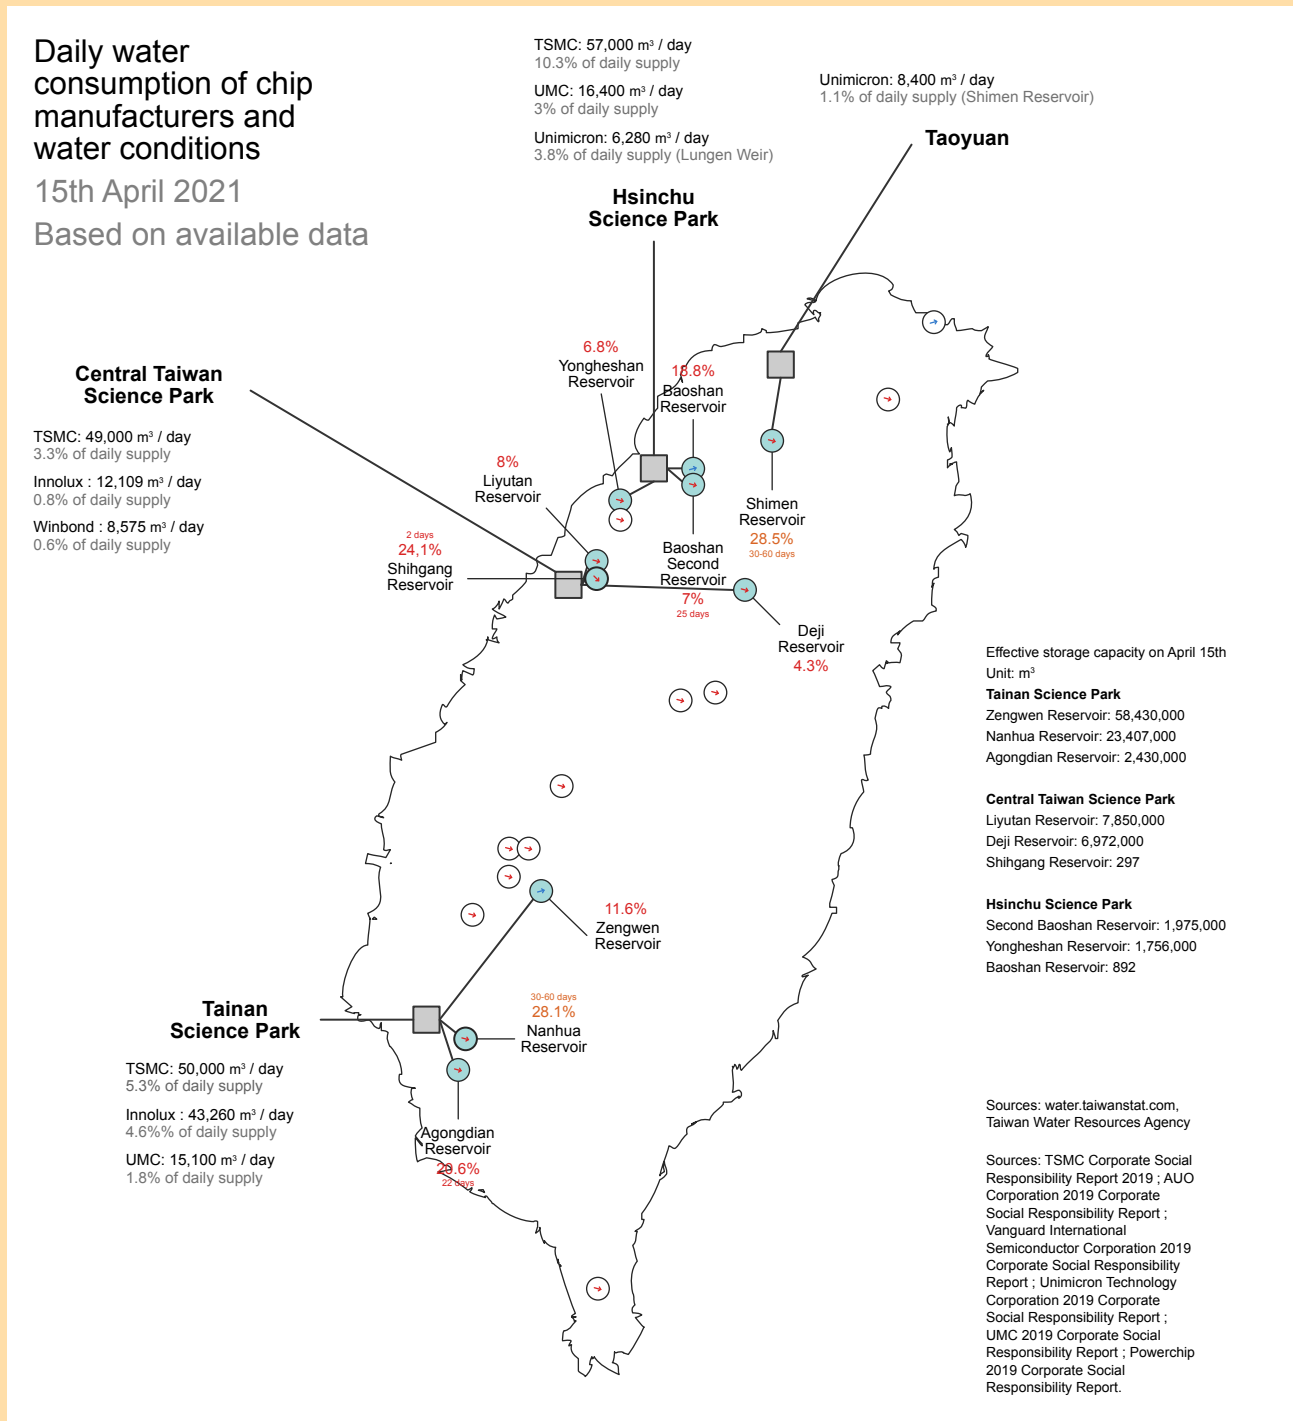 Daily water
consumption of chip
manufacturers and
water conditions
15th April 2021
Based on available data
TSMC: 57,000 m³ / day
10.3% of daily supply
UMC: 16,400 m³ / day
3% of daily supply
Unimicron: 6,280 m³ / day
3.8% of daily supply (Lungen Weir)
Hsinchu
Science Park
Unimicron: 8,400 m³ / day
1.1% of daily supply (Shimen Reservoir)
Taoyuan
Central Taiwan
Science Park
TSMC: 49,000 m³ / day
3.3% of daily supply
Innolux : 12,109 m³ / day
0.8% of daily supply
Winbond : 8,575 m³ / day
0.6% of daily supply
6.8%
Yongheshan
Reservoir
18.8%
Baoshan
Reservoir
8%
Liyutan
Reservoir
2 days
24,1%
Shihgang
Reservoir
Shimen
Reservoir
28.5%
30-60 days
Baoshan
Second
Reservoir
7%
25 days
Deji
Reservoir
4.3%
11.6%
Zengwen
Reservoir
30-60 days
28.1%
Nanhua
Reservoir
Agongdian
Reservoir
20.6%
22 days
Tainan
Science Park
TSMC: 50,000 m³ / day
5.3% of daily supply
Innolux : 43,260 m³ / day
4.6%% of daily supply
UMC: 15,100 m³ / day
1.8% of daily supply
Effective storage capacity on April 15th
Unit: m³
Tainan Science Park
Zengwen Reservoir: 58,430,000
Nanhua Reservoir: 23,407,000
Agongdian Reservoir: 2,430,000
Central Taiwan Science Park
Liyutan Reservoir: 7,850,000
Deji Reservoir: 6,972,000
Shihgang Reservoir: 297
Hsinchu Science Park
Second Baoshan Reservoir: 1,975,000
Yongheshan Reservoir: 1,756,000
Baoshan Reservoir: 892
Sources: water.taiwanstat.com,
Taiwan Water Resources Agency
Sources: TSMC Corporate Social
Responsibility Report 2019 ; AUO
Corporation 2019 Corporate
Social Responsibility Report ;
Vanguard International
Semiconductor Corporation 2019
Corporate Social Responsibility
Report ; Unimicron Technology
Corporation 2019 Corporate
Social Responsibility Report ;
UMC 2019 Corporate Social
Responsibility Report ; Powerchip
2019 Corporate Social
Responsibility Report.